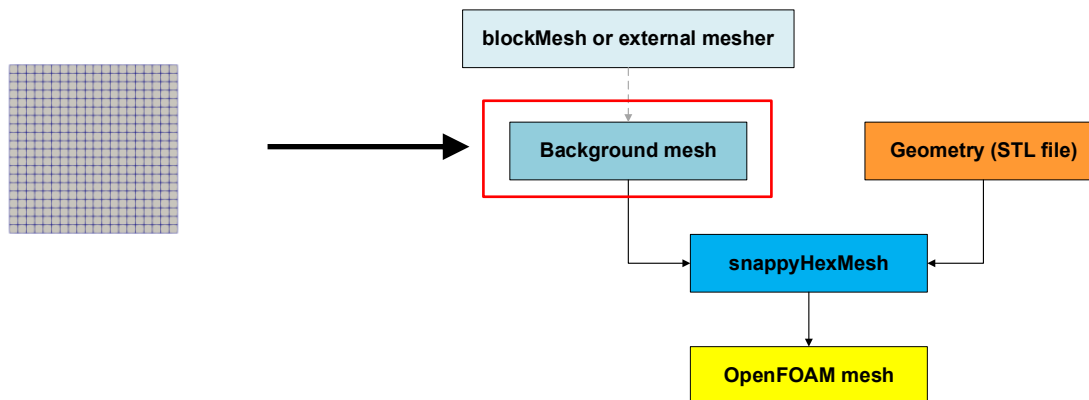 blockMesh or external mesher
Background mesh
Geometry (STL file)
snappyHexMesh
OpenFOAM mesh